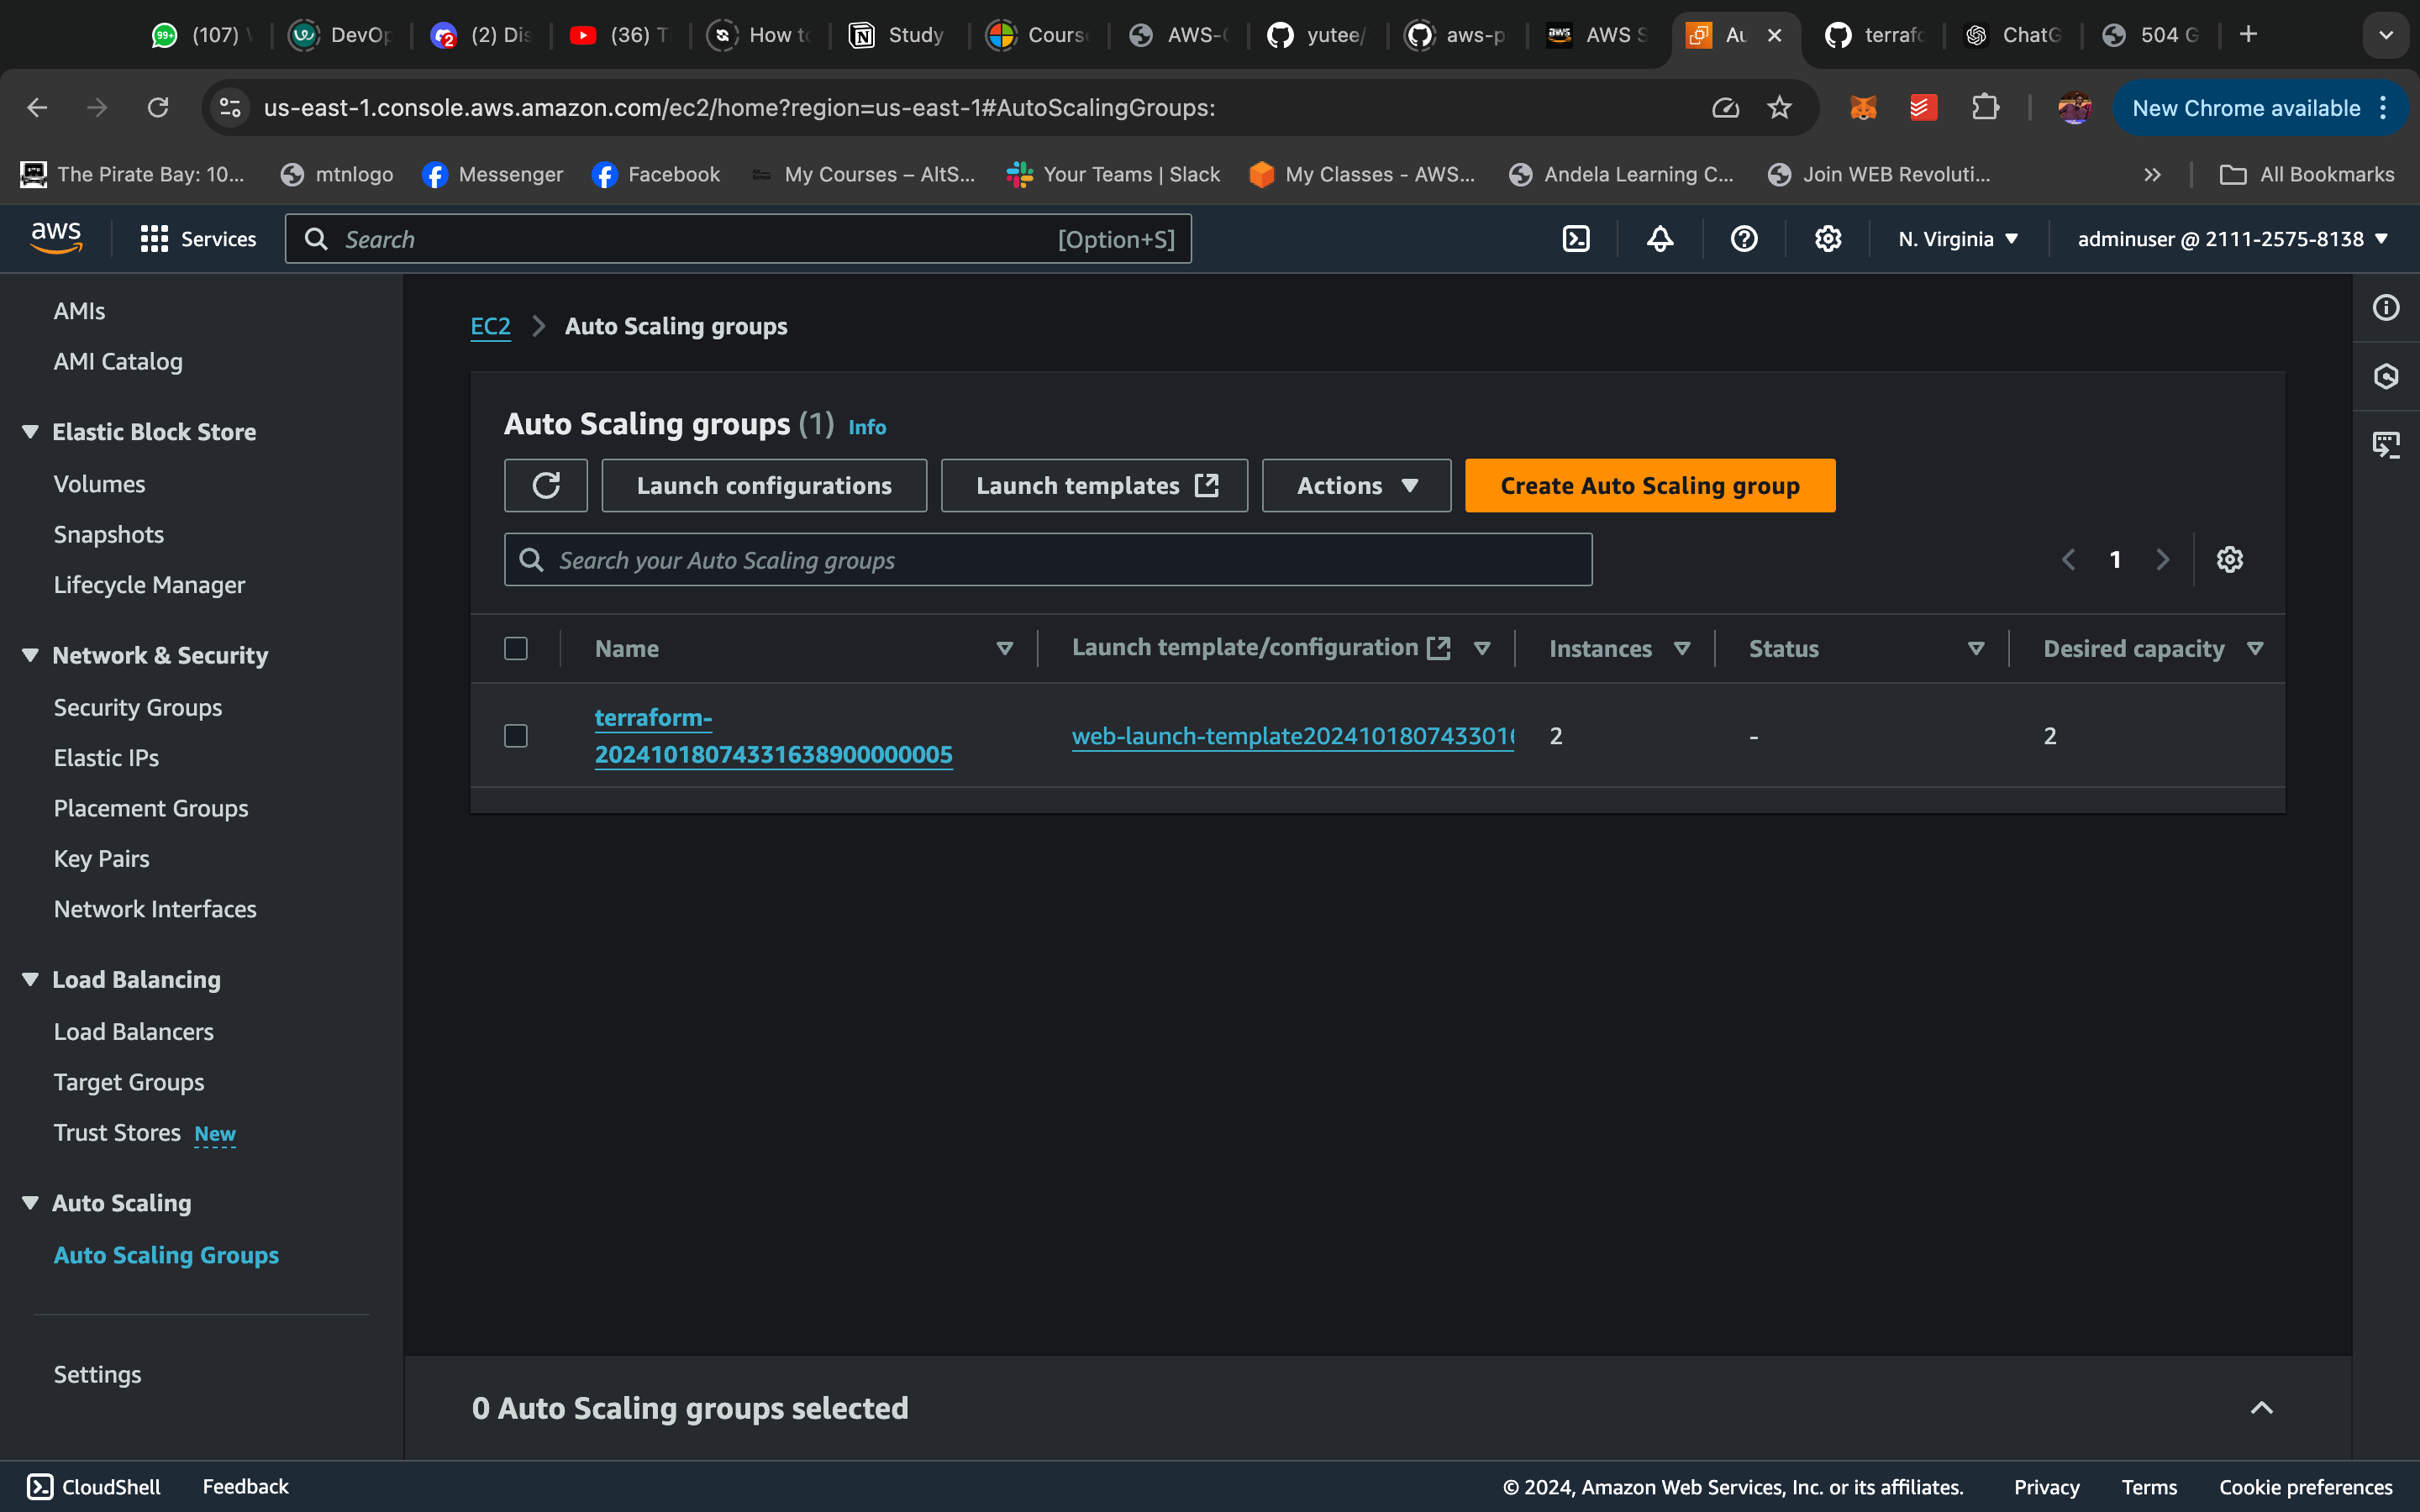 99+ (107) DevOp (2) Dis (36) T How to Study Cours AWS- yutee/ aws-p AWS S Au terrafo ChatG 504 G
us-east-1.console.aws.amazon.com/ec2/home?region=us-east-1#AutoScalingGroups:
New Chrome available
The Pirate Bay: 10... mtnlogo Messenger Facebook My Courses – AltS... Your Teams | Slack My Classes - AWS... Andela Learning C... Join WEB Revoluti... All Bookmarks
aws Services Search [Option+S] N. Virginia adminuser @ 2111-2575-8138
AMIs
AMI Catalog
Elastic Block Store
Volumes
Snapshots
Lifecycle Manager
Network & Security
Security Groups
Elastic IPs
Placement Groups
Key Pairs
Network Interfaces
Load Balancing
Load Balancers
Target Groups
Trust Stores New
Auto Scaling
Auto Scaling Groups
Settings
EC2 Auto Scaling groups
Auto Scaling groups (1) Info
Launch configurations Launch templates Actions Create Auto Scaling group
Search your Auto Scaling groups 1
Name Launch template/configuration Instances Status Desired capacity
terraform-
20241018074331638900000005 web-launch-template2024101807433016 2 - 2
0 Auto Scaling groups selected
CloudShell Feedback © 2024, Amazon Web Services, Inc. or its affiliates. Privacy Terms Cookie preferences